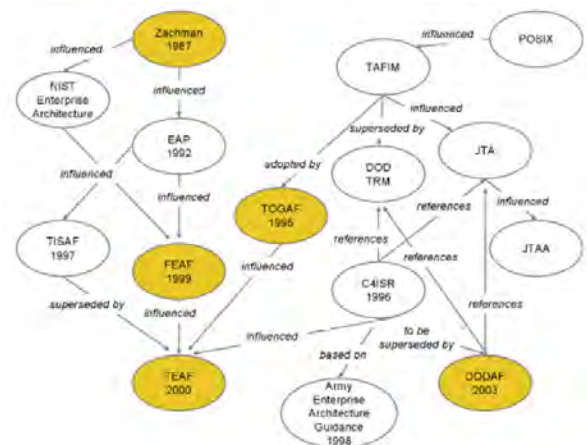 Zachman
1987
influenced
POSIX
influenced
TAFIM
NIST
Enterprise
Architecture
influenced
EAP
1992
influenced
superseded by
JTA
adopted by
DOD
TRM
influenced
influenced
TOGAF
1995
references
influenced
JTAA
TISAF
1997
FEAF
1999
influenced
references
C4ISR
1996
superseded by
influenced
influenced
references
to be
superseded by
based on
TEAF
2000
Army
Enterprise
Architecture
Guidance
1998
DODAF
2003